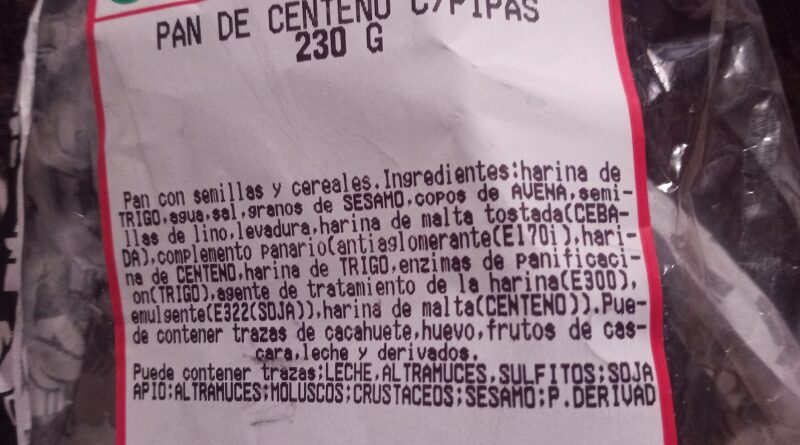 PAN DE CENTENO C/PIPAS
230 G
Pan con semillas y cereales.Ingredientes:harina de
TRIGO,agua,sal,granos de SESAMO,copos de AVENA,semi-
llas de lino,levadura,harina de malta tostada(CEBA-
DA),complemento panario(antiaglomerante(E170i),hari-
na de CENTENO,harina de TRIGO,enzimas de panificaci-
on(TRIGO),agente de tratamiento de la harina(E300),
emulgente(E322(SOJA)),harina de malta(CENTENO)).Pue-
de contener trazas de cacahuete,huevo,frutos de cas-
cara,leche y derivados.
Puede contener trazas:LECHE,ALTRAMUCES,SULFITOS;SOJA
APIO;ALTRAMUCES;MOLUSCOS;CRUSTACEOS;SESAMO;P.DERIVAD